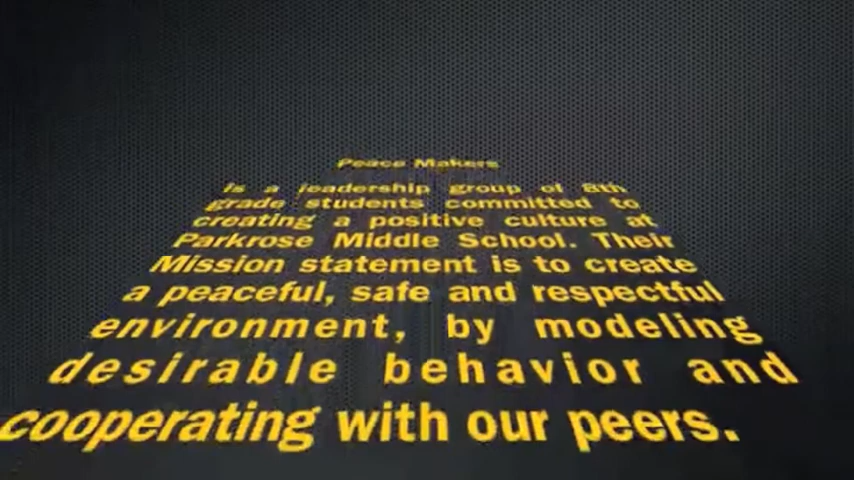 Peace Makers
is a leadership group of 8th
grade students committed to
creating a positive culture at
Parkrose Middle School. Their
Mission statement is to create
a peaceful, safe and respectful
environment, by modeling
desirable behavior and
cooperating with our peers.